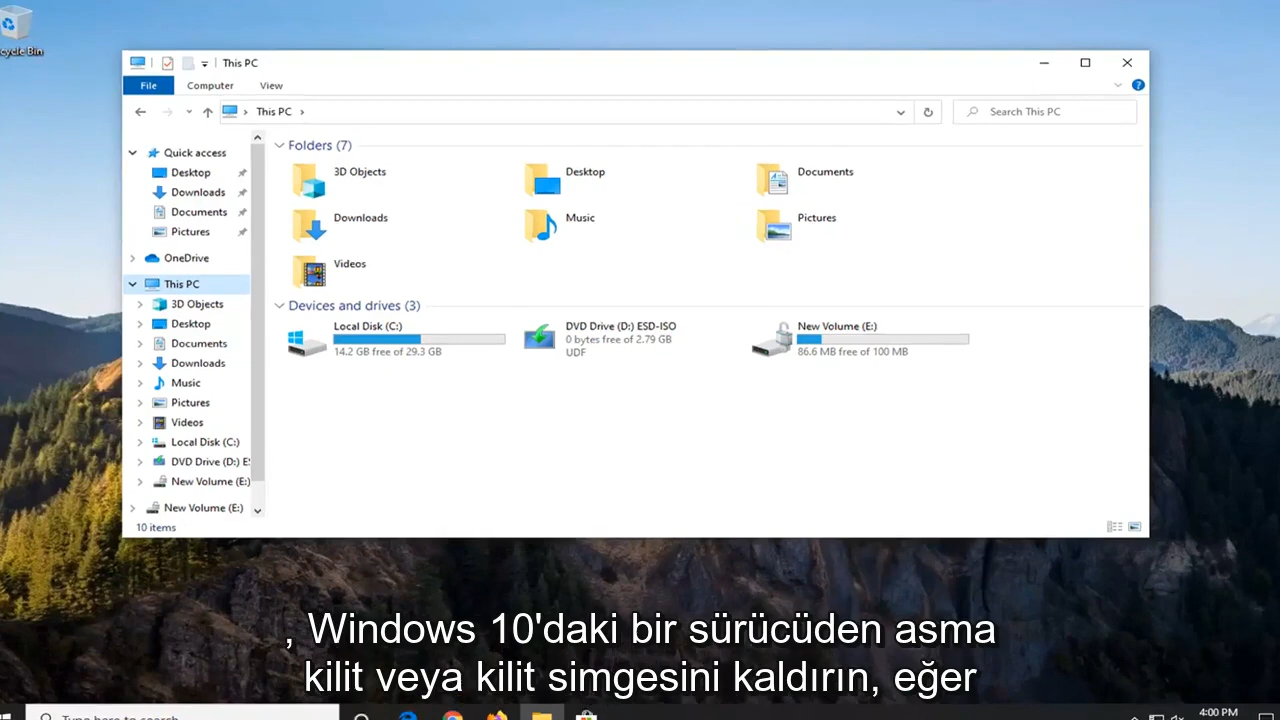 cycle Bin
This PC
File Computer View
This PC
Search This PC
Quick access
Desktop
Downloads
Documents
Pictures
OneDrive
This PC
3D Objects
Desktop
Documents
Downloads
Music
Pictures
Videos
Local Disk (C:)
DVD Drive (D:) E
New Volume (E:)
New Volume (E:)
10 items
Folders (7)
3D Objects
Desktop
Documents
Downloads
Music
Pictures
Videos
Devices and drives (3)
Local Disk (C:)
14.2 GB free of 29.3 GB
DVD Drive (D:) ESD-ISO
0 bytes free of 2.79 GB
UDF
New Volume (E:)
86.6 MB free of 100 MB
, Windows 10'daki bir sürücüden asma
kilit veya kilit simgesini kaldırın, eğer
Type here to search
4:00 PM